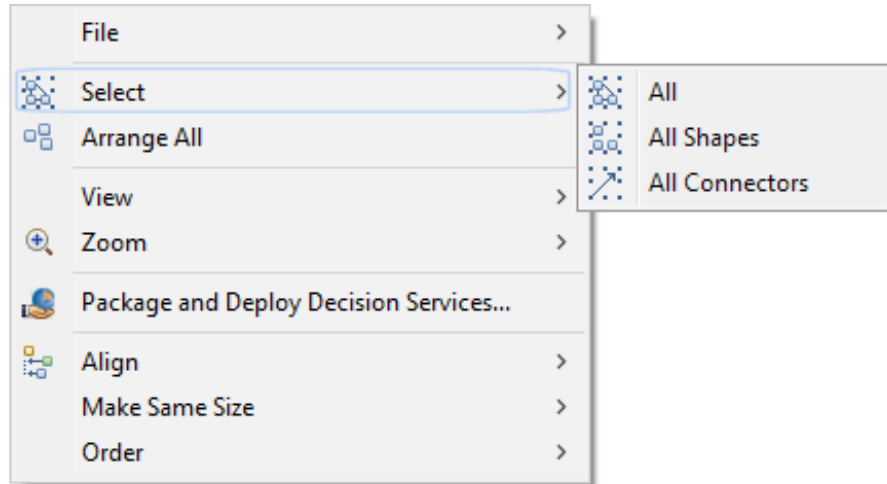 File
Select
Arrange All
View
Zoom
Package and Deploy Decision Services...
Align
Make Same Size
Order
All
All Shapes
All Connectors